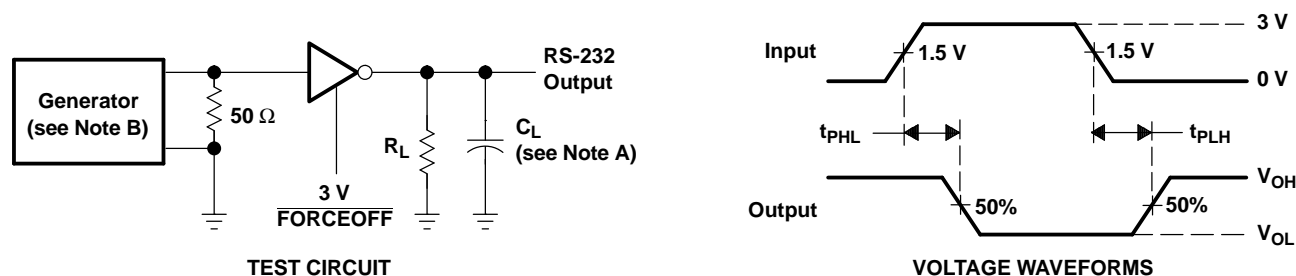 Generator
(see Note B)
50 Ω
3 V
FORCEOFF
RL
CL
(see Note A)
RS-232
Output
TEST CIRCUIT
Input
1.5 V
1.5 V
3 V
0 V
tPHL
tPLH
Output
50%
50%
VOH
VOL
VOLTAGE WAVEFORMS